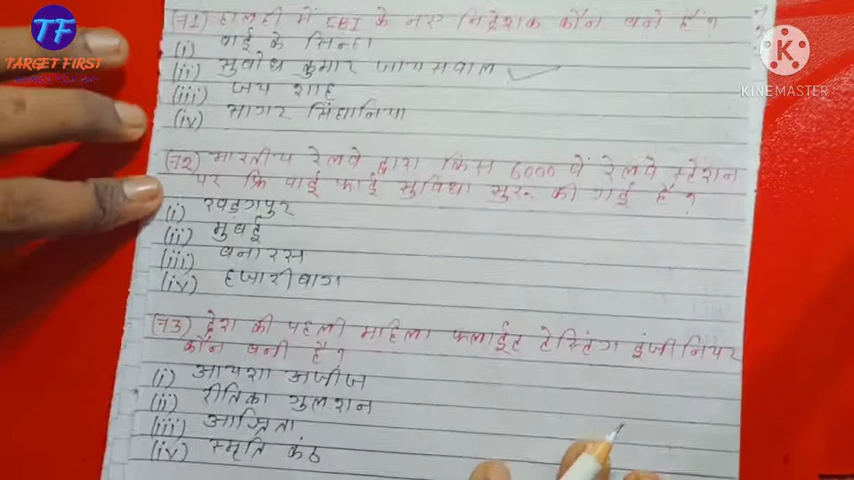 TF
TARGET FIRST
KINEMASTER
(71) हालही में CBI के नए निदेशक कौन बने हैं?
(i) वाई के सिन्हा
(ii) सुबोध कुमार जायसवाल
(iii) जय शाह
(iv) सागर सिंघानिया
(72) भारतीय रेलवे द्वारा किस 6000 वें रेलवे स्टेशन
पर फ्रि वाई फाई सुविधा सुरू की गई है?
(i) खड़गपुर
(ii) मुंबई
(iii) बनारस
(iv) हजारीबाग
(73) देश की पहली महिला फ्लाईट टेस्टिंग इंजीनियर
कौन बनी है?
(i) आयशा अजीज
(ii) रीतिका गुलशन
(iii) आश्रिता
(iv) स्मृति कंठ